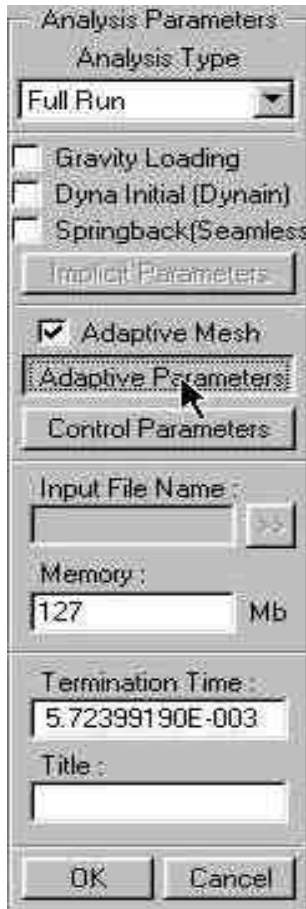 Analysis Parameters
Analysis Type
Full Run
Gravity Loading
Dyna Initial (Dynain)
Springback(Seamless
Implicit Parameters
Adaptive Mesh
Adaptive Parameters
Control Parameters
Input File Name :
>>
Memory :
127 Mb
Termination Time :
5.72399190E-003
Title :
OK Cancel